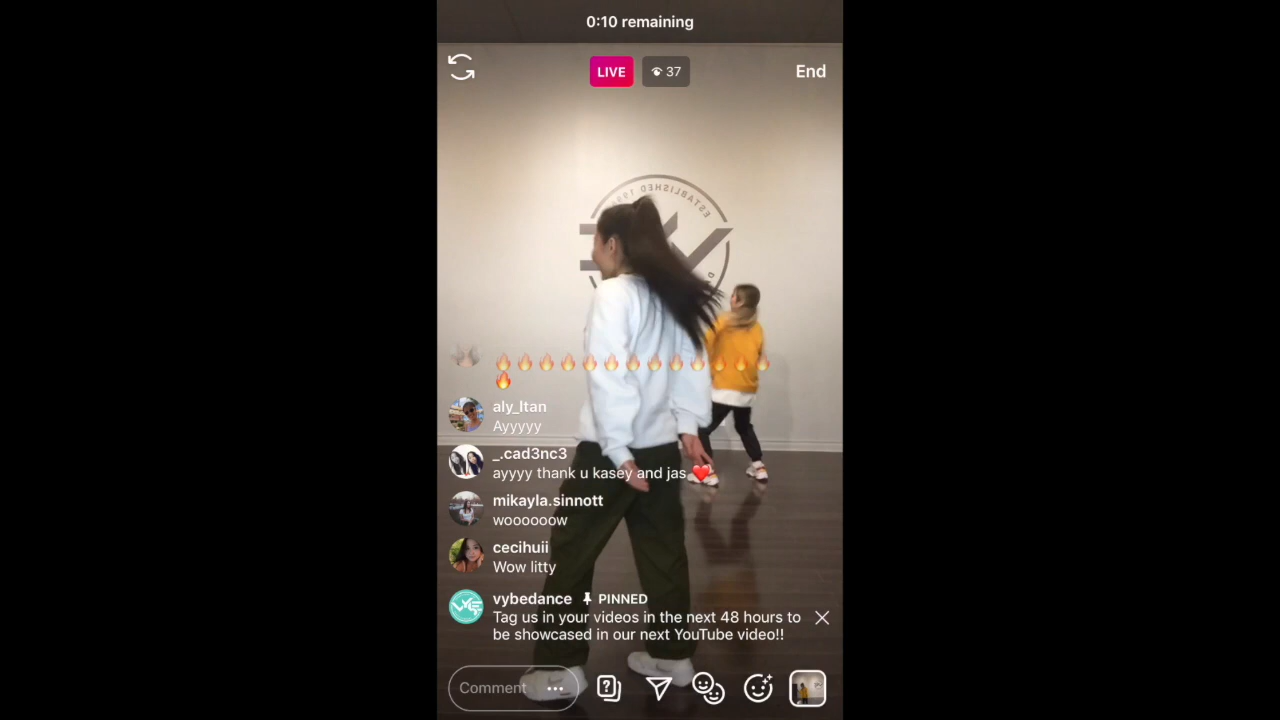 0:10 remaining
LIVE
37
End
ESTABLISHED 199
🔥🔥🔥🔥🔥🔥🔥🔥🔥🔥🔥🔥🔥
🔥
aly_ltan
Ayyyyy
_.cad3nc3
ayyyy thank u kasey and jas ❤️
mikayla.sinnott
woooooow
cecihuii
Wow litty
vybedance PINNED
Tag us in your videos in the next 48 hours to
be showcased in our next YouTube video!!
Comment